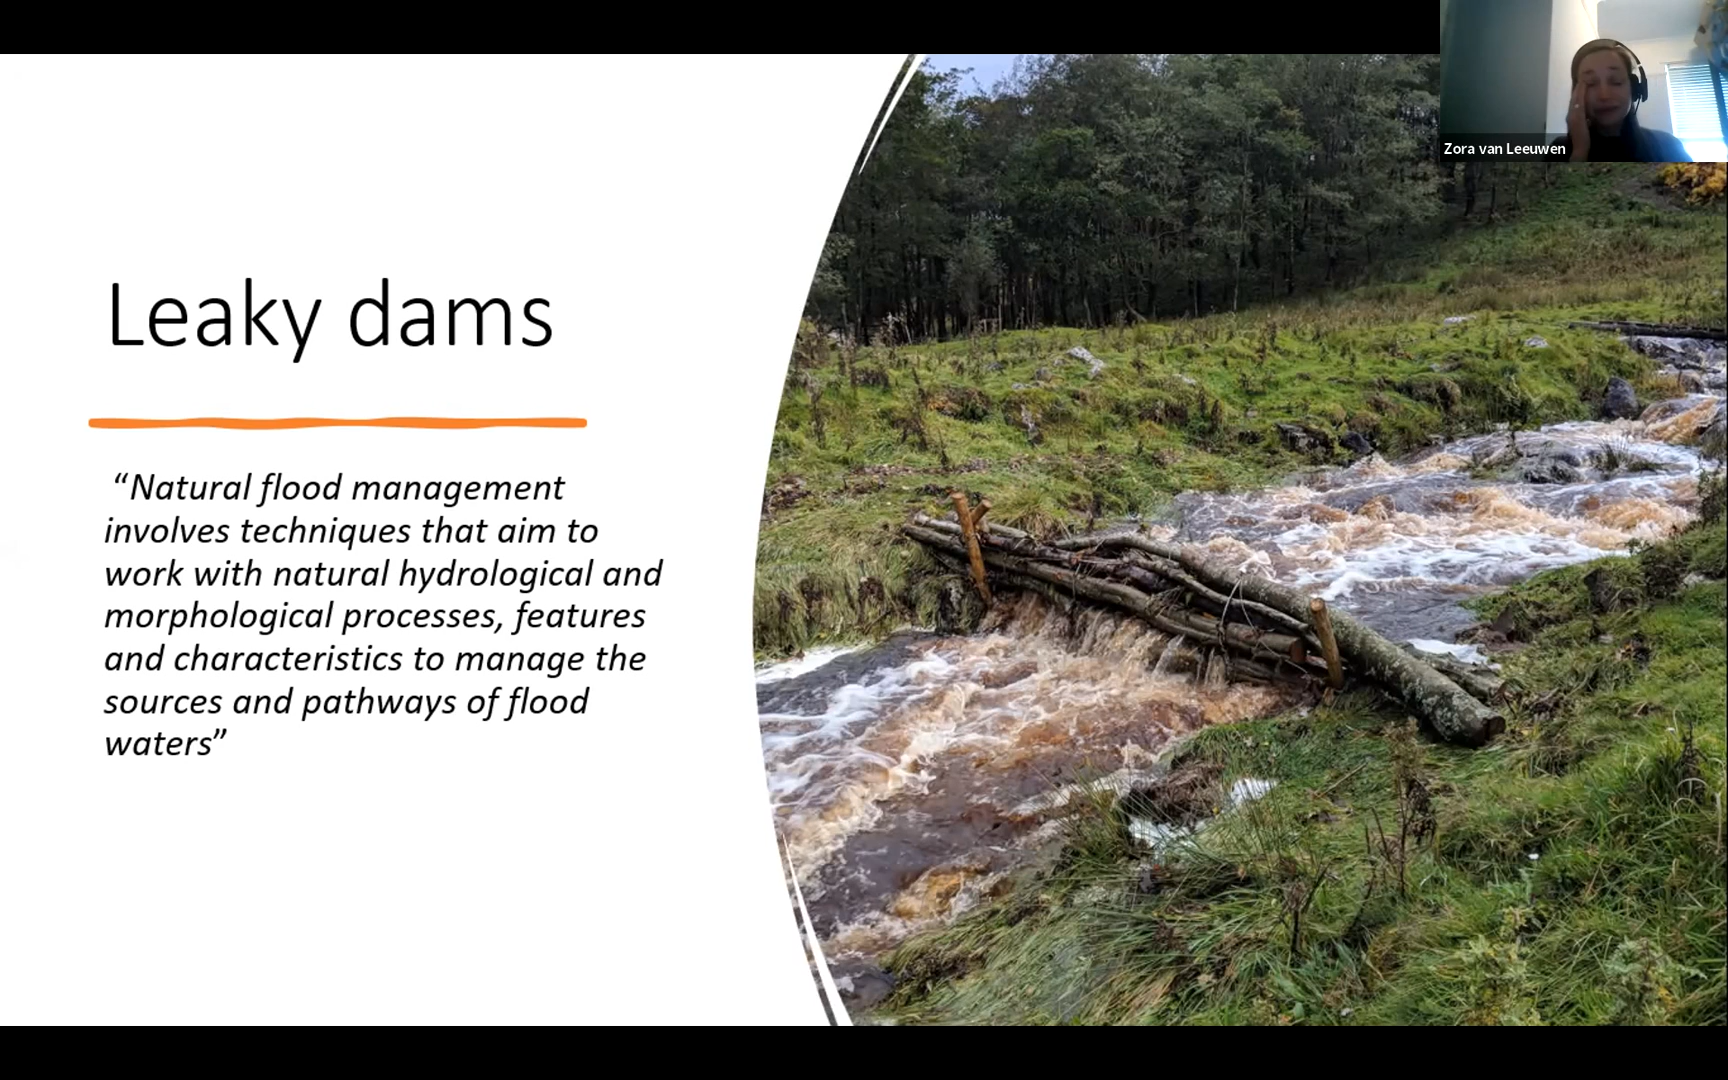 Leaky dams
“Natural flood management
involves techniques that aim to
work with natural hydrological and
morphological processes, features
and characteristics to manage the
sources and pathways of flood
waters”
Zora van Leeuwen